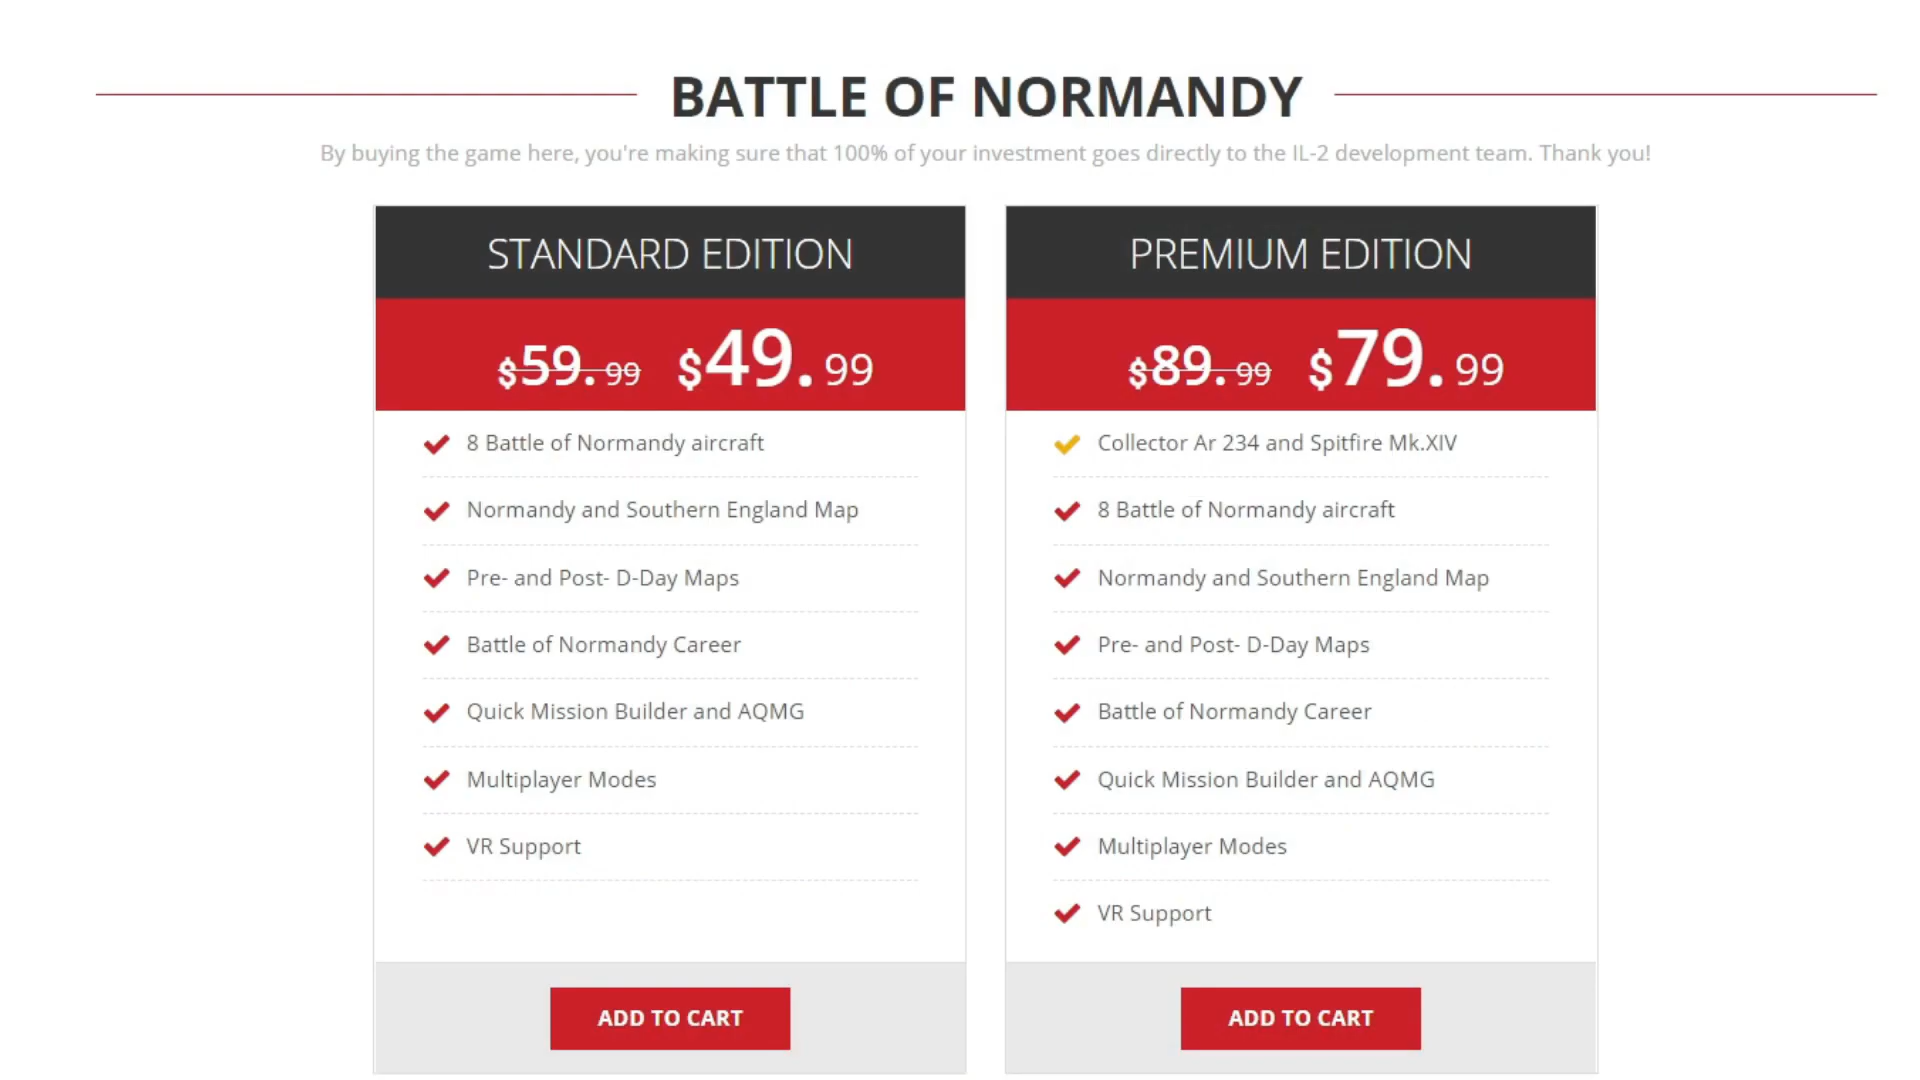 BATTLE OF NORMANDY
By buying the game here, you're making sure that 100% of your investment goes directly to the IL-2 development team. Thank you!
STANDARD EDITION
$59.99 $49.99
8 Battle of Normandy aircraft
Normandy and Southern England Map
Pre- and Post- D-Day Maps
Battle of Normandy Career
Quick Mission Builder and AQMG
Multiplayer Modes
VR Support
ADD TO CART
PREMIUM EDITION
$89.99 $79.99
Collector Ar 234 and Spitfire Mk.XIV
8 Battle of Normandy aircraft
Normandy and Southern England Map
Pre- and Post- D-Day Maps
Battle of Normandy Career
Quick Mission Builder and AQMG
Multiplayer Modes
VR Support
ADD TO CART